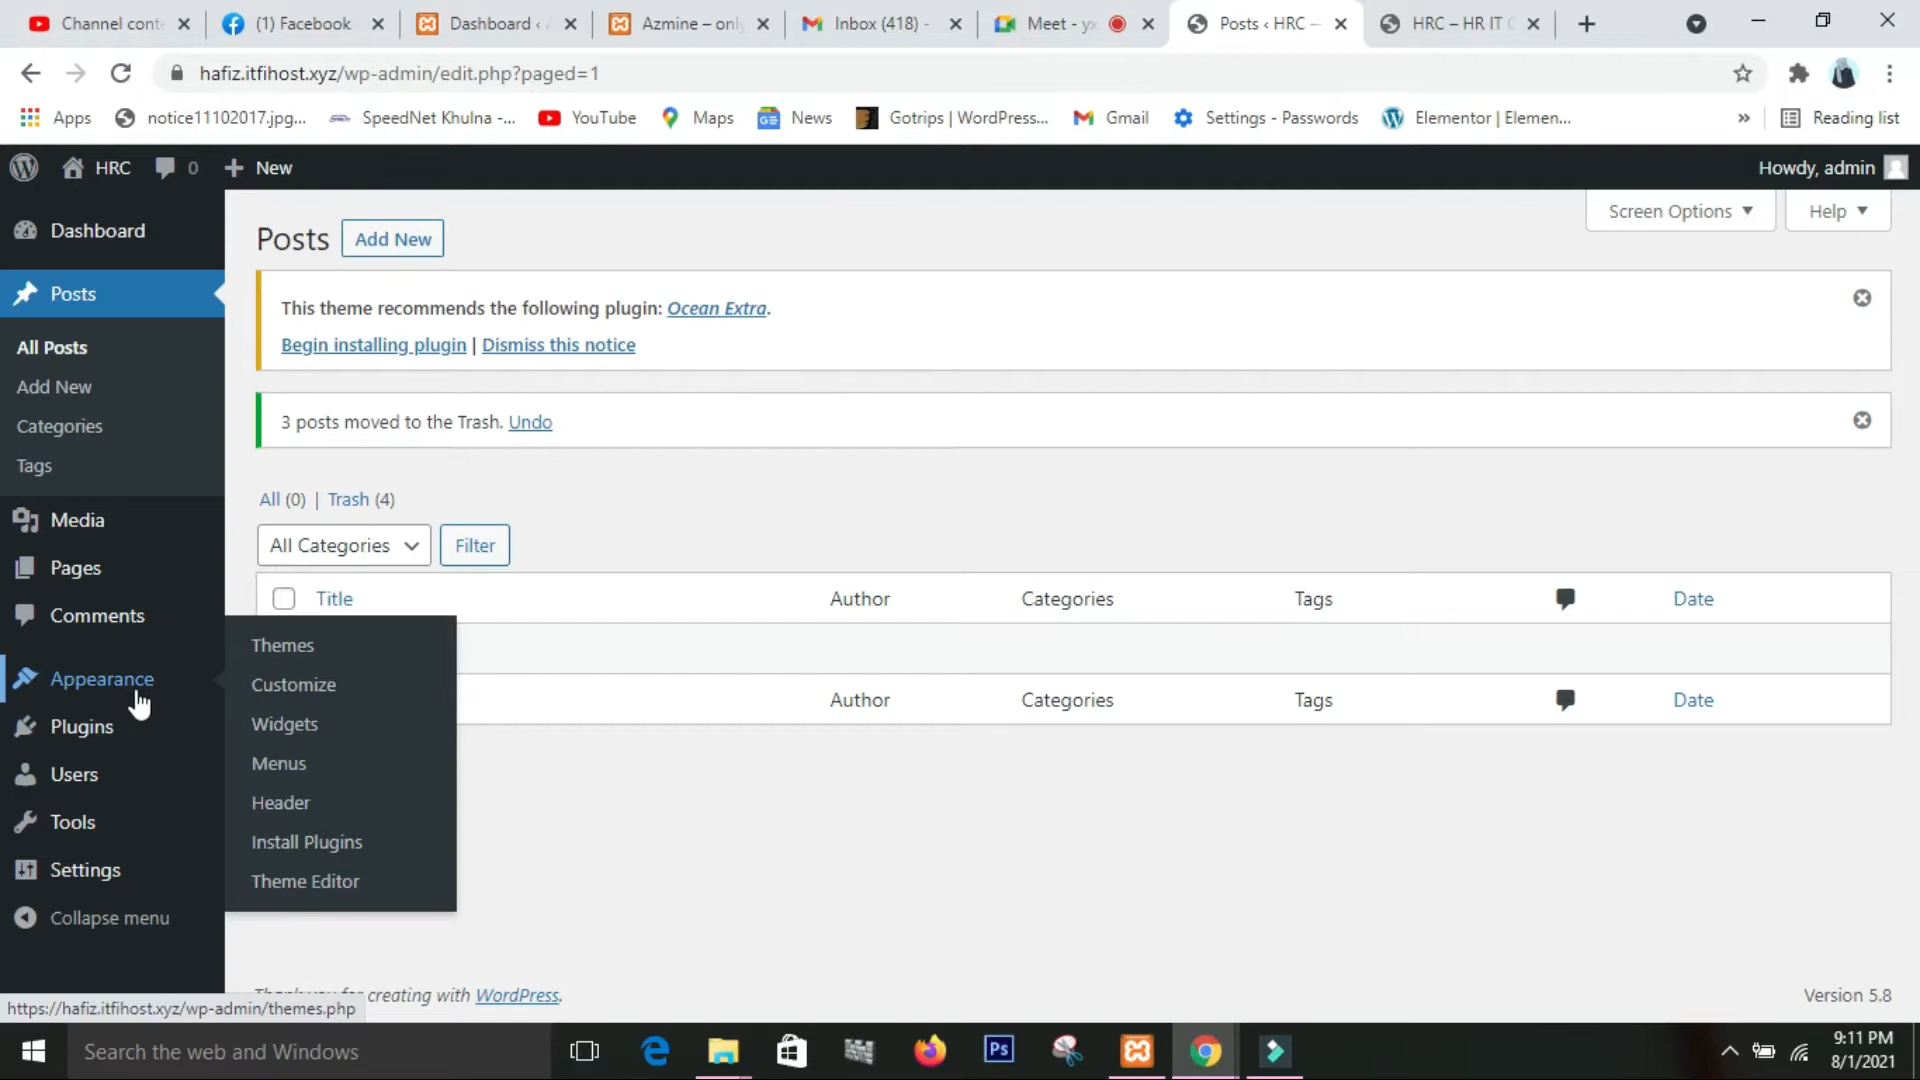 Channel cont
(1) Facebook
Dashboard ‹
Azmine – onl
Inbox (418) -
Meet - yx
Posts ‹ HRC –
HRC – HR IT
hafiz.itfihost.xyz/wp-admin/edit.php?paged=1
Apps
notice11102017.jpg...
SpeedNet Khulna -...
YouTube
Maps
News
Gotrips | WordPress...
Gmail
Settings - Passwords
Elementor | Elemen...
»
Reading list
HRC
0
New
Howdy, admin
Dashboard
Posts
All Posts
Add New
Categories
Tags
Media
Pages
Comments
Appearance
Plugins
Users
Tools
Settings
Collapse menu
Screen Options
Help
Posts
Add New
This theme recommends the following plugin: Ocean Extra.
Begin installing plugin | Dismiss this notice
3 posts moved to the Trash. Undo
All (0) | Trash (4)
All Categories
Filter
Title Author Categories Tags Date
Author Categories Tags Date
Themes
Customize
Widgets
Menus
Header
Install Plugins
Theme Editor
creating with WordPress.
Version 5.8
https://hafiz.itfihost.xyz/wp-admin/themes.php
Search the web and Windows
Ps
9:11 PM
8/1/2021